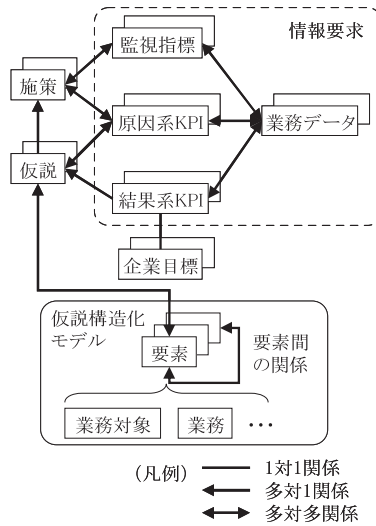 情報要求
監視指標
施策
原因系KPI
業務データ
仮説
結果系KPI
企業目標
仮説構造化
モデル
要素
要素間
の関係
業務対象
業務
…
(凡例)
1対1関係
多対1関係
多対多関係